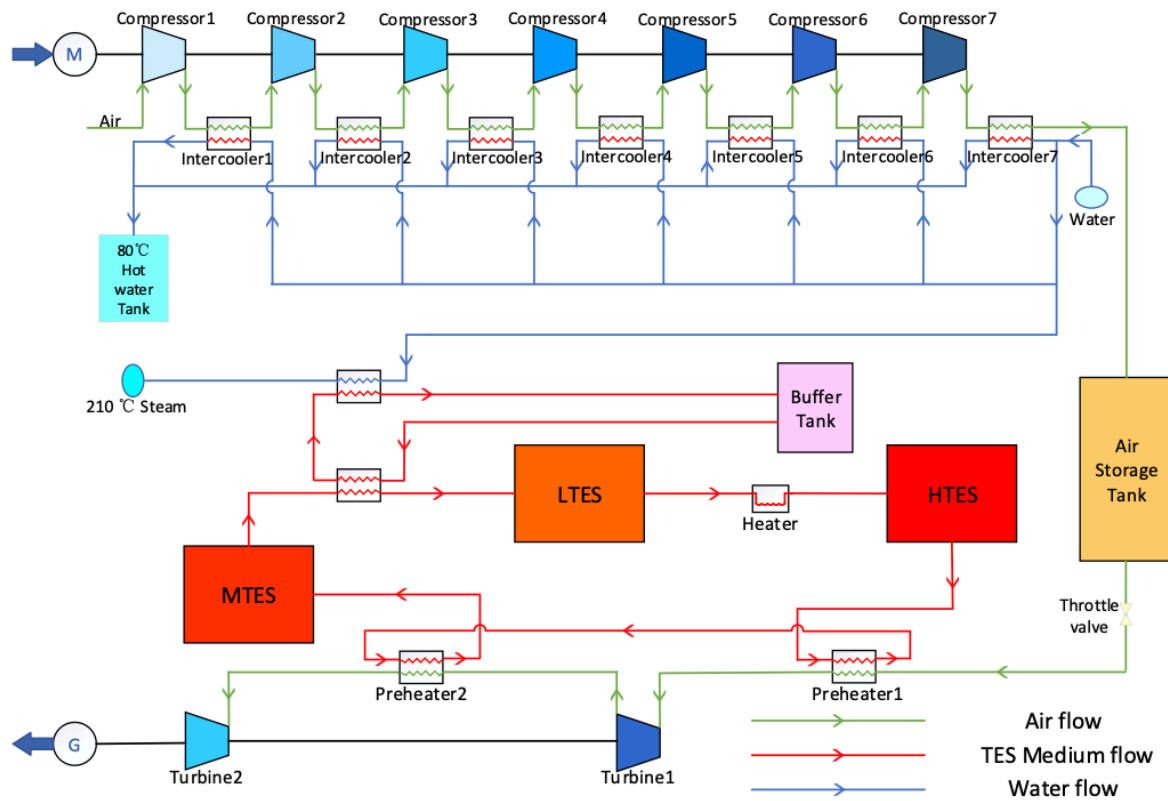 Compressor1
Compressor2
Compressor3
Compressor4
Compressor5
Compressor6
Compressor7
M
Air
Intercooler1
Intercooler2
Intercooler3
Intercooler4
Intercooler5
Intercooler6
Intercooler7
Water
80℃
Hot
water
Tank
210 ℃ Steam
Buffer
Tank
Air
Storage
Tank
LTES
Heater
HTES
MTES
Throttle
valve
Preheater2
Preheater1
G
Turbine2
Turbine1
Air flow
TES Medium flow
Water flow